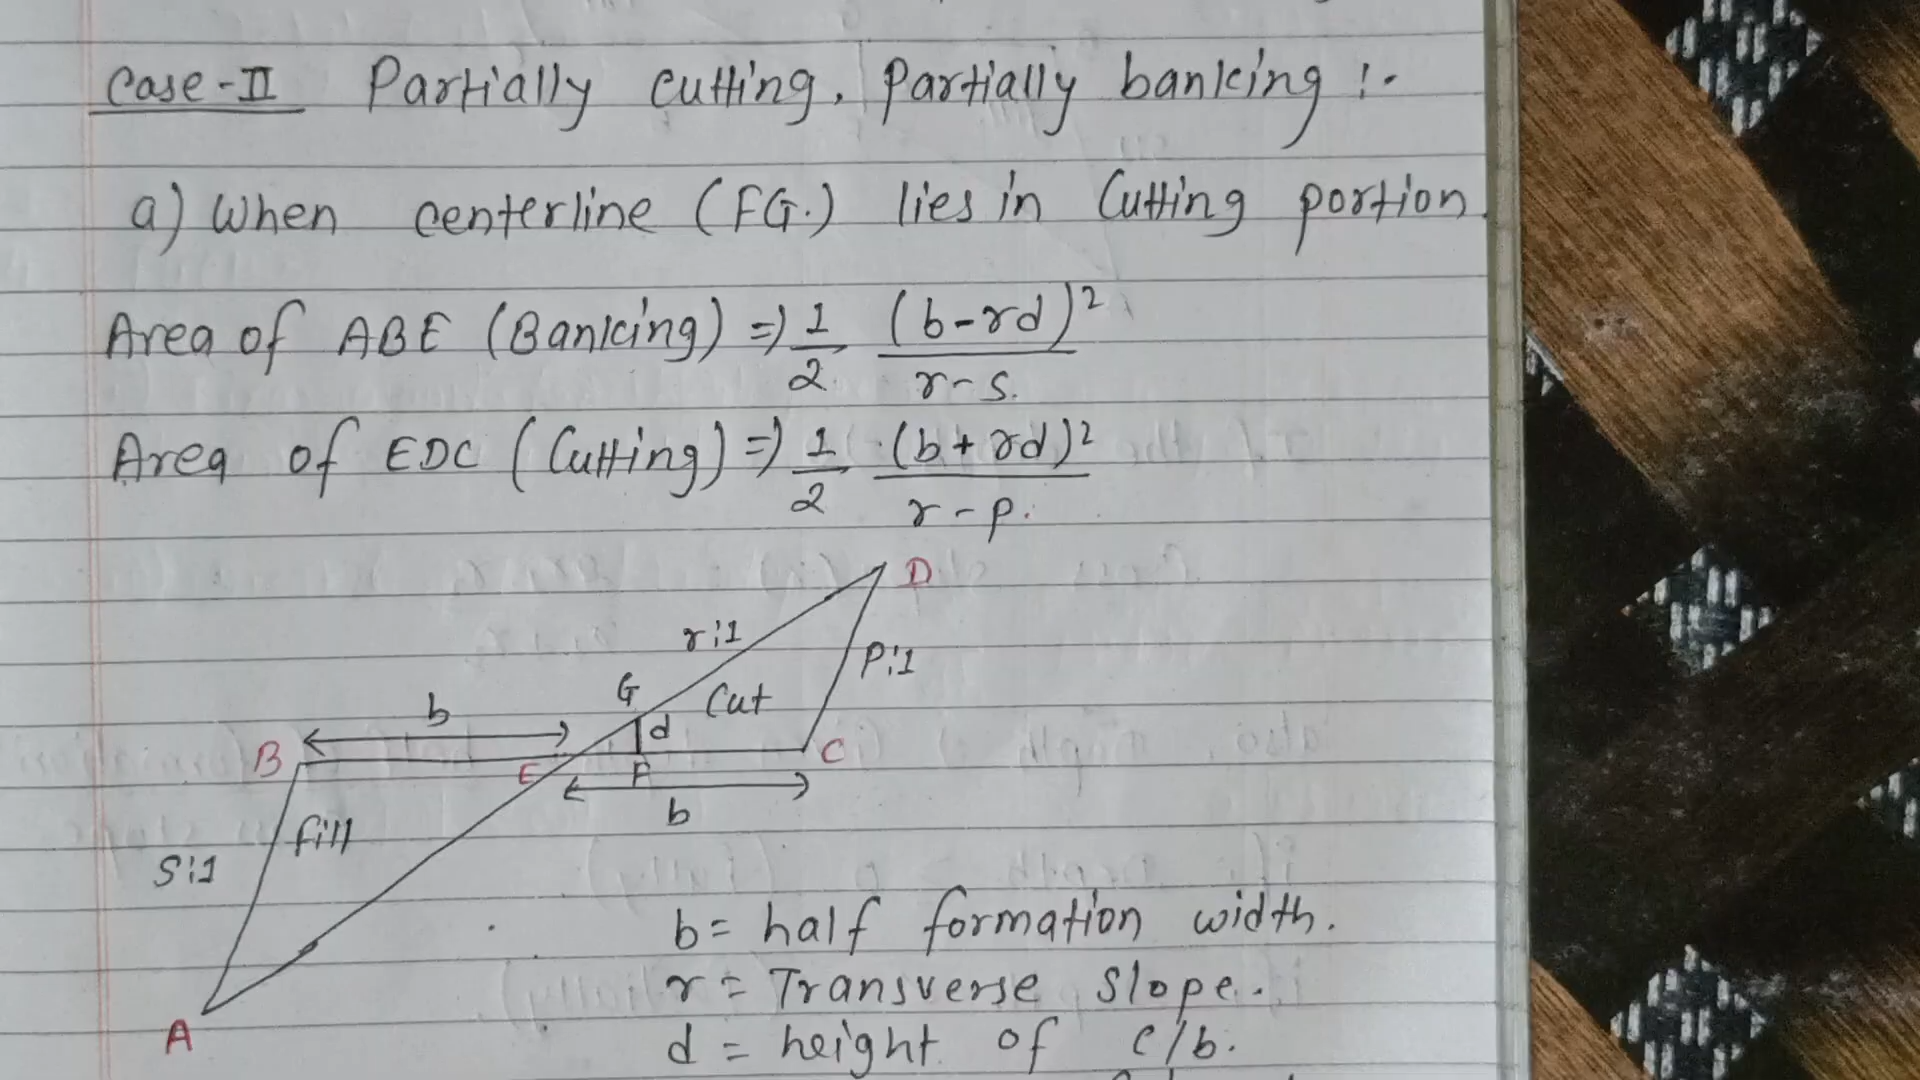 Case-II Partially cutting, Partially banking :-
a) When centerline (FG.) lies in Cutting portion.
Area of ABE (Banking) => 1/2 (b-rd)²/r-s.
Area of EDC (Cutting) => 1/2 (b+rd)²/r-p.
D
r:1
P:1
G
Cut
b
d
B
E
F
C
b
fill
S:1
b = half formation width.
r = Transverse slope.
A
d = height of c/b.